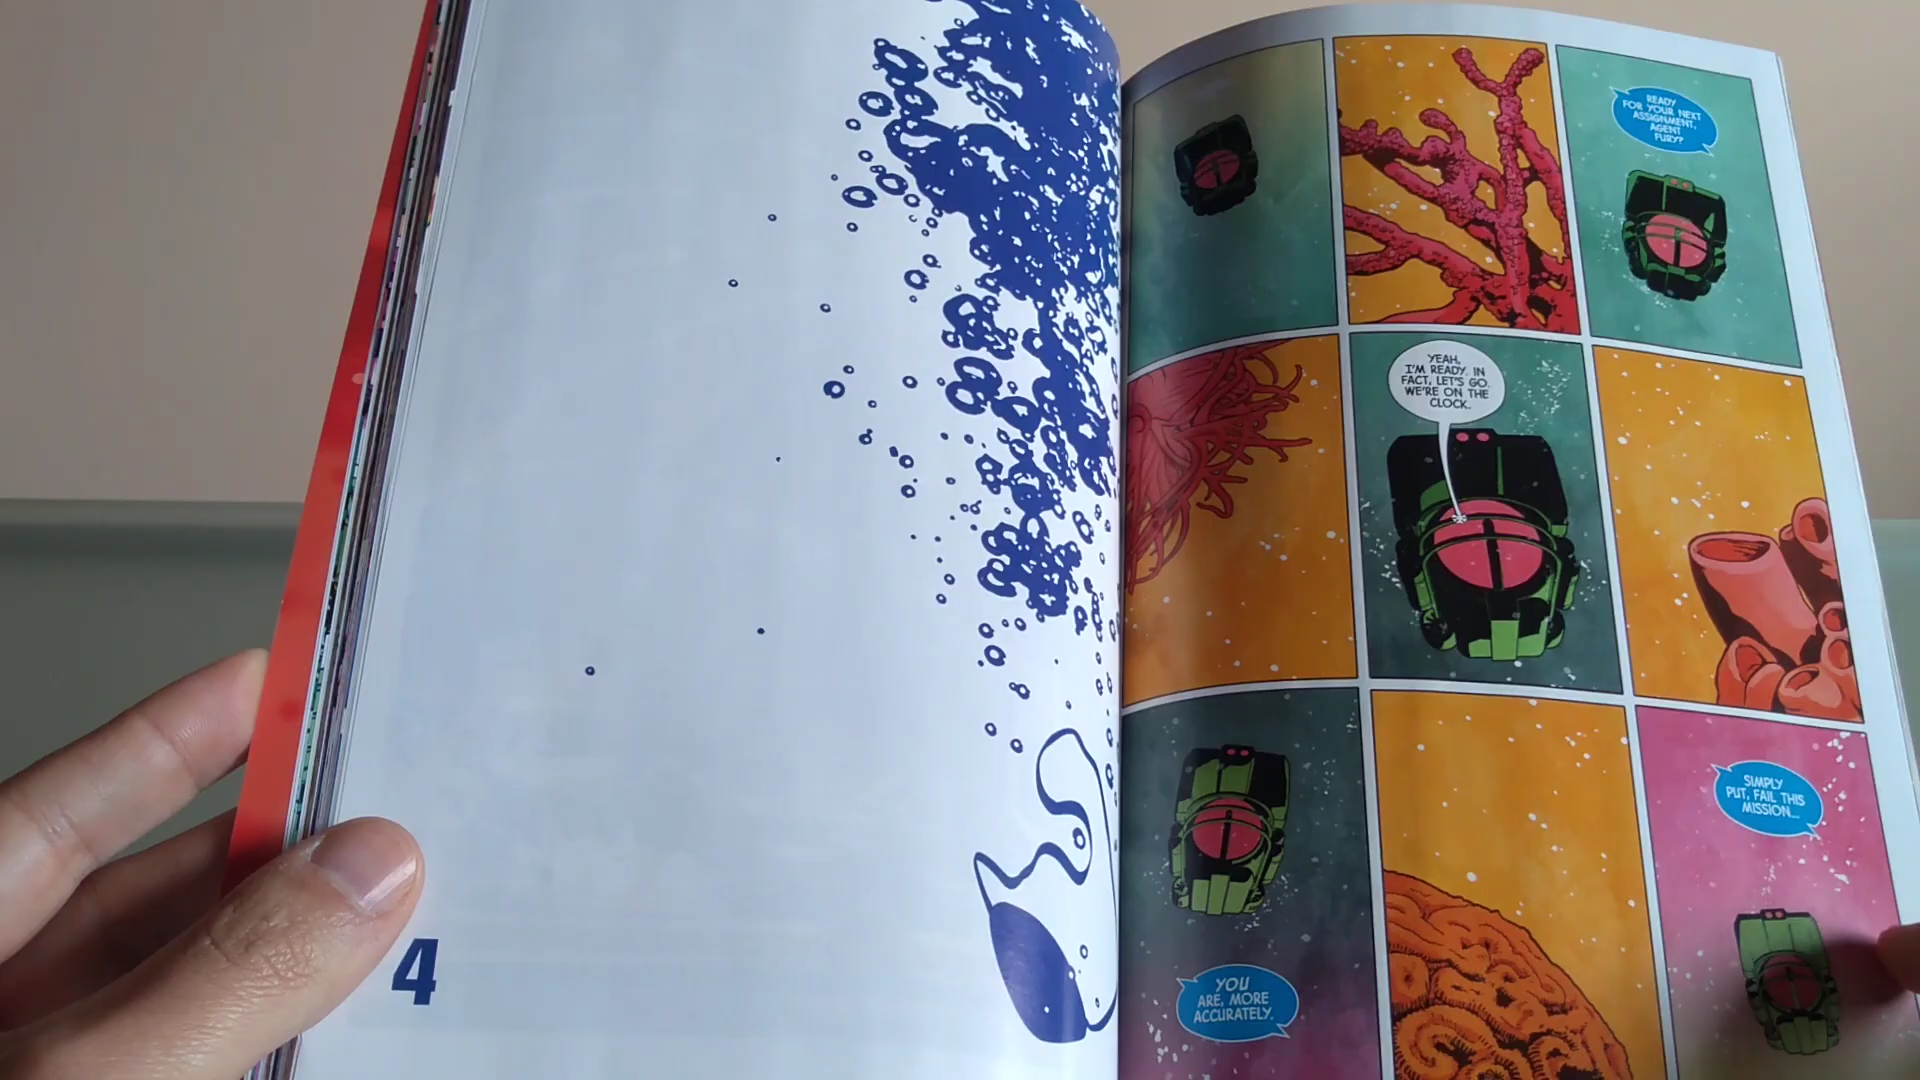 4
READY
FOR YOUR NEXT
ASSIGNMENT,
AGENT
FURY?
YEAH,
I'M READY. IN
FACT, LET'S GO.
WE'RE ON THE
CLOCK.
YOU
ARE, MORE
ACCURATELY.
SIMPLY
PUT, FAIL THIS
MISSION...